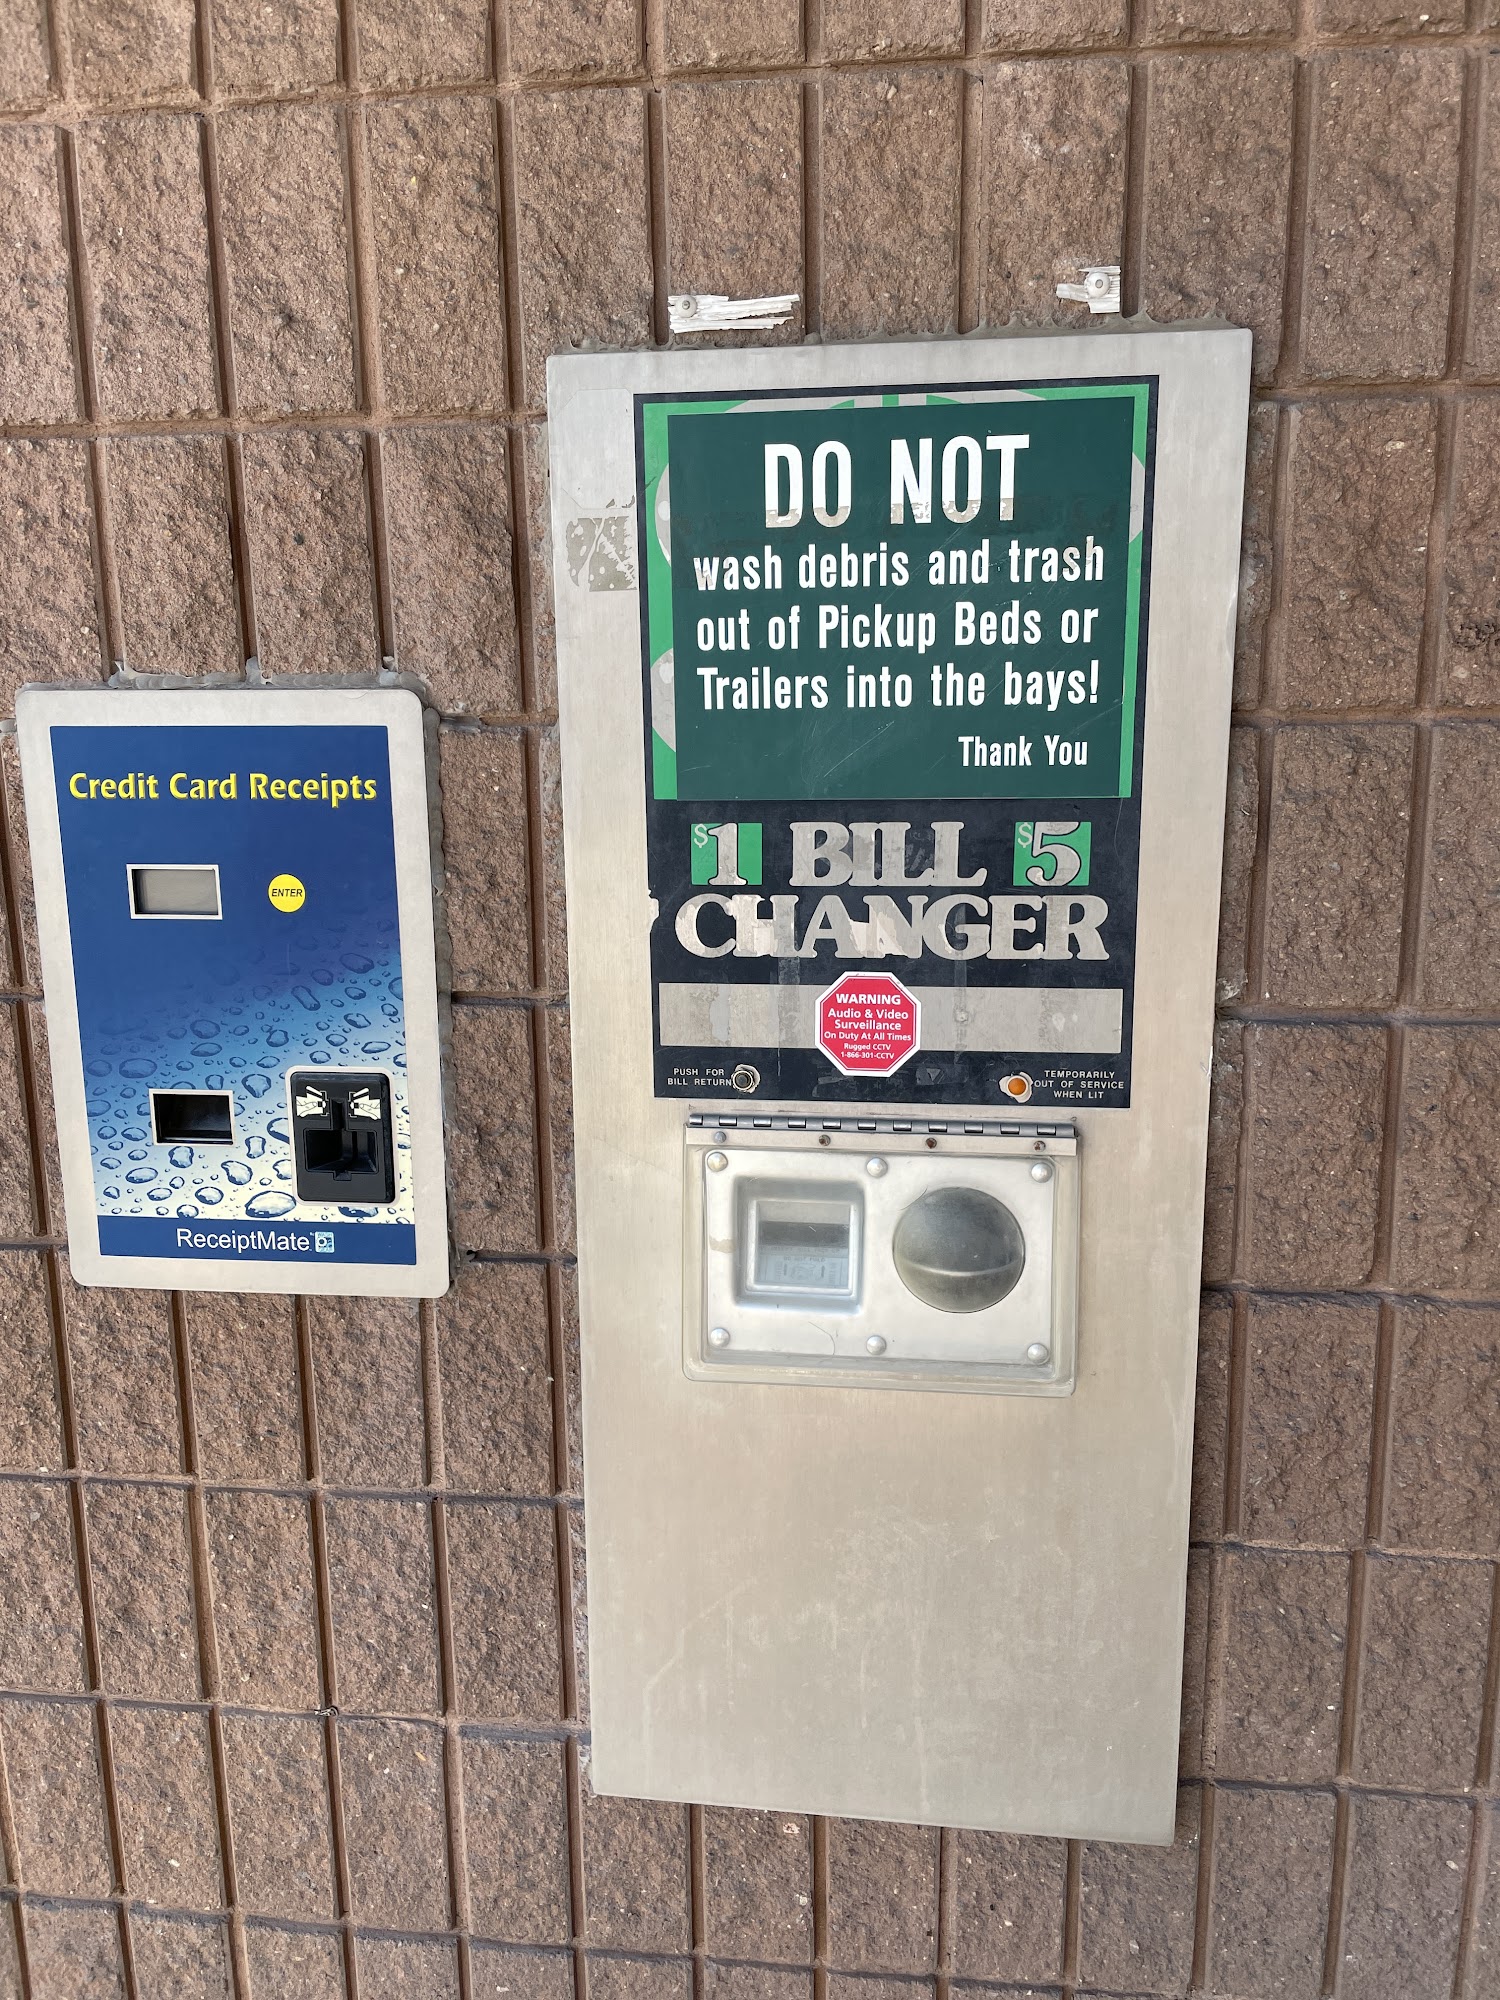 Credit Card Receipts
ENTER
ReceiptMate
DO NOT
wash debris and trash
out of Pickup Beds or
Trailers into the bays!
Thank You
$1 BILL $5
CHANGER
WARNING
Audio & Video
Surveillance
On Duty At All Times
Rugged CCTV
1-866-301-CCTV
PUSH FOR
BILL RETURN
TEMPORARILY
OUT OF SERVICE
WHEN LIT